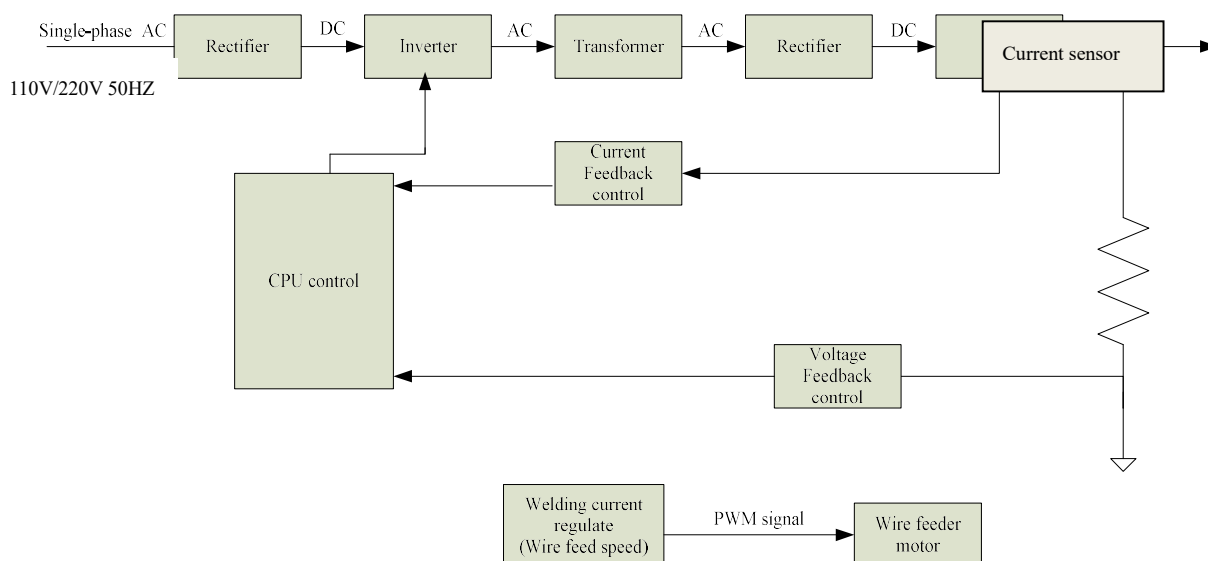 Single-phase AC
Rectifier
DC
Inverter
AC
Transformer
AC
Rectifier
DC
Current sensor
110V/220V 50HZ
Current
Feedback
control
CPU control
Voltage
Feedback
control
Welding current
regulate
(Wire feed speed)
PWM signal
Wire feeder
motor